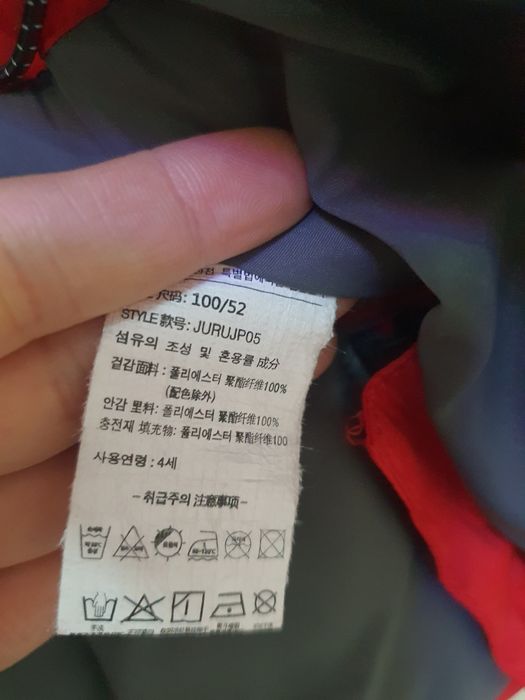 특별법에
尺码: 100/52
STYLE 款号: JURUJP05
섬유의 조성 및 혼용률 成分
겉감面料 : 폴리에스터 聚酯纤维100%
(配色除外)
안감 里料: 폴리에스터 聚酯纤维100%
충전재 填充物: 폴리에스터 聚酯纤维100
사용연령 : 4세
-취급주의 注意事项-